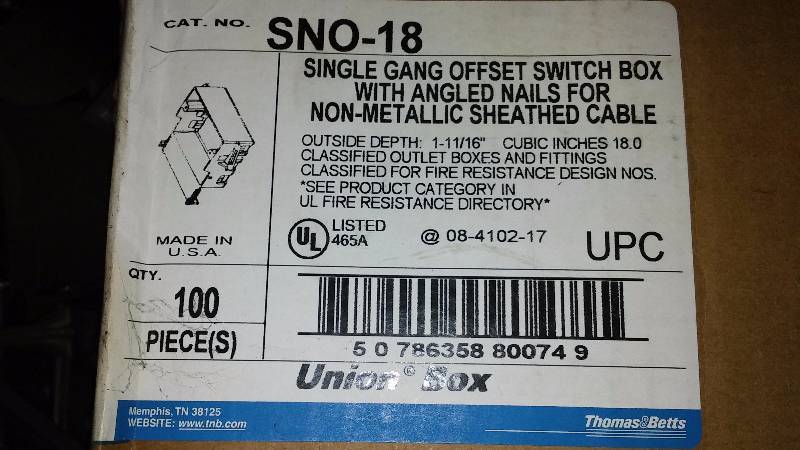 CAT. NO. SNO-18
SINGLE GANG OFFSET SWITCH BOX
WITH ANGLED NAILS FOR
NON-METALLIC SHEATHED CABLE
OUTSIDE DEPTH: 1-11/16" CUBIC INCHES 18.0
CLASSIFIED OUTLET BOXES AND FITTINGS
CLASSIFIED FOR FIRE RESISTANCE DESIGN NOS.
*SEE PRODUCT CATEGORY IN
UL FIRE RESISTANCE DIRECTORY*
MADE IN
U.S.A.
UL LISTED
465A
@ 08-4102-17
UPC
QTY.
100
PIECE(S)
5 0 786358 80074 9
Union® Box
Memphis, TN 38125
WEBSITE: www.tnb.com
Thomas&Betts